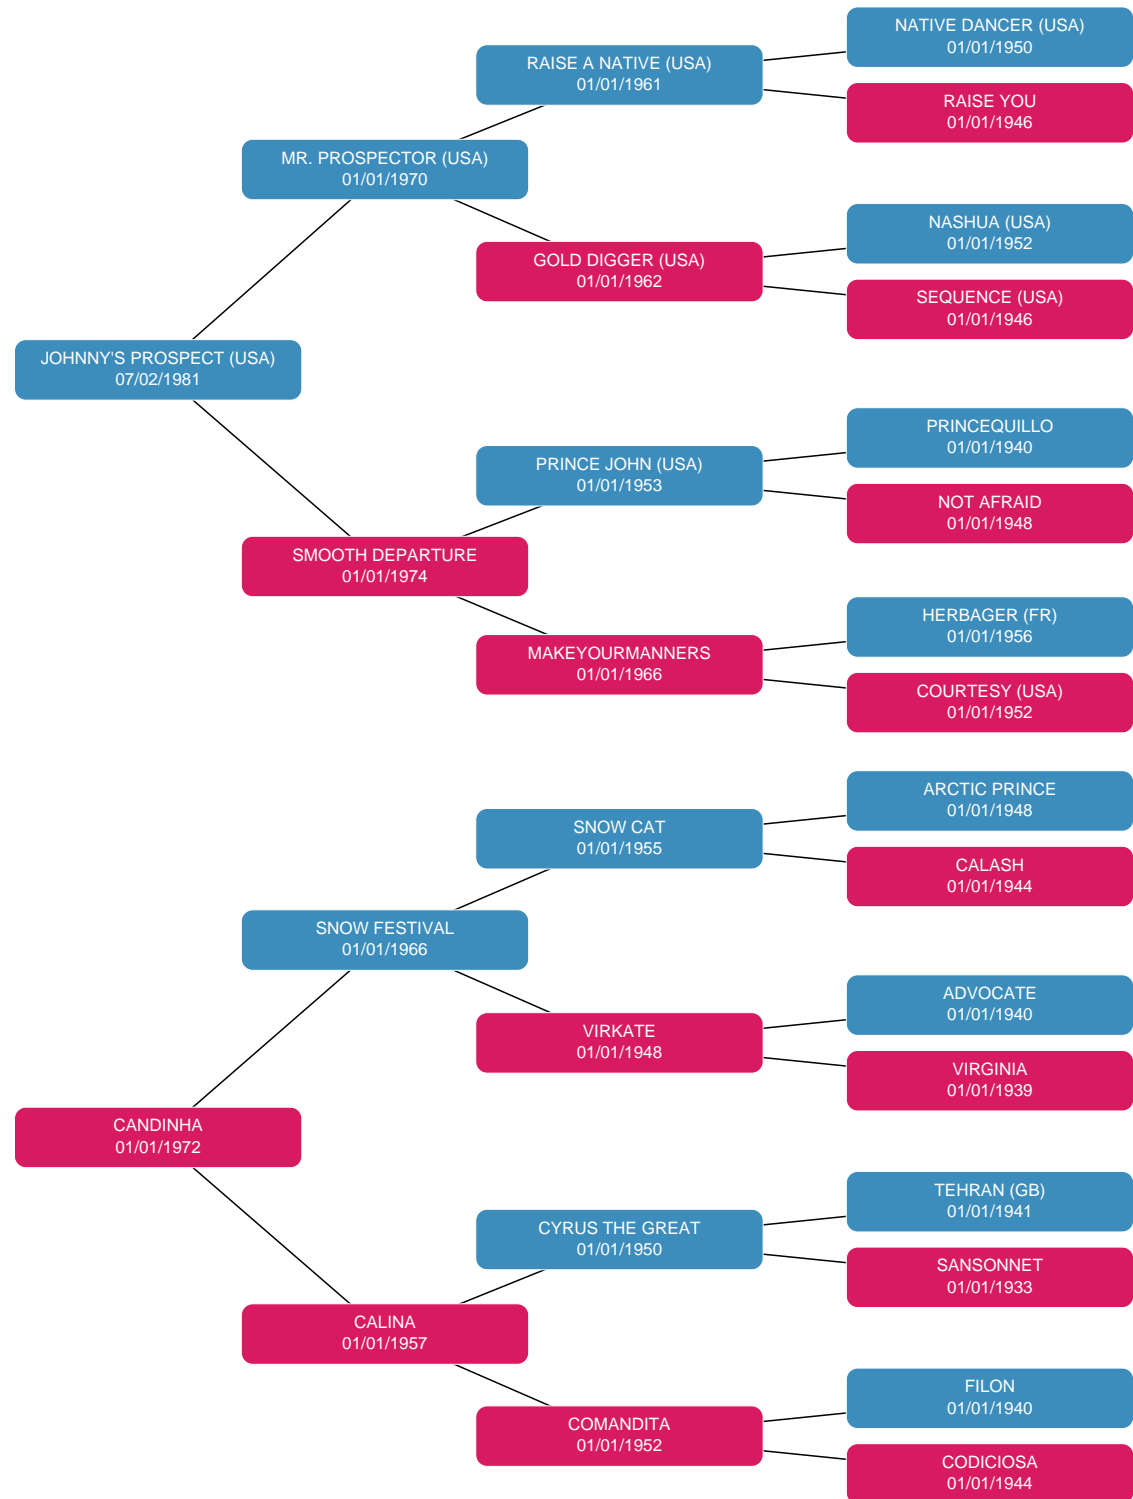 NATIVE DANCER (USA)
01/01/1950
RAISE A NATIVE (USA)
01/01/1961
RAISE YOU
01/01/1946
MR. PROSPECTOR (USA)
01/01/1970
NASHUA (USA)
01/01/1952
GOLD DIGGER (USA)
01/01/1962
SEQUENCE (USA)
01/01/1946
JOHNNY'S PROSPECT (USA)
07/02/1981
PRINCEQUILLO
01/01/1940
PRINCE JOHN (USA)
01/01/1953
NOT AFRAID
01/01/1948
SMOOTH DEPARTURE
01/01/1974
HERBAGER (FR)
01/01/1956
MAKEYOURMANNERS
01/01/1966
COURTESY (USA)
01/01/1952
ARCTIC PRINCE
01/01/1948
SNOW CAT
01/01/1955
CALASH
01/01/1944
SNOW FESTIVAL
01/01/1966
ADVOCATE
01/01/1940
VIRKATE
01/01/1948
VIRGINIA
01/01/1939
CANDINHA
01/01/1972
TEHRAN (GB)
01/01/1941
CYRUS THE GREAT
01/01/1950
SANSONNET
01/01/1933
CALINA
01/01/1957
FILON
01/01/1940
COMANDITA
01/01/1952
CODICIOSA
01/01/1944